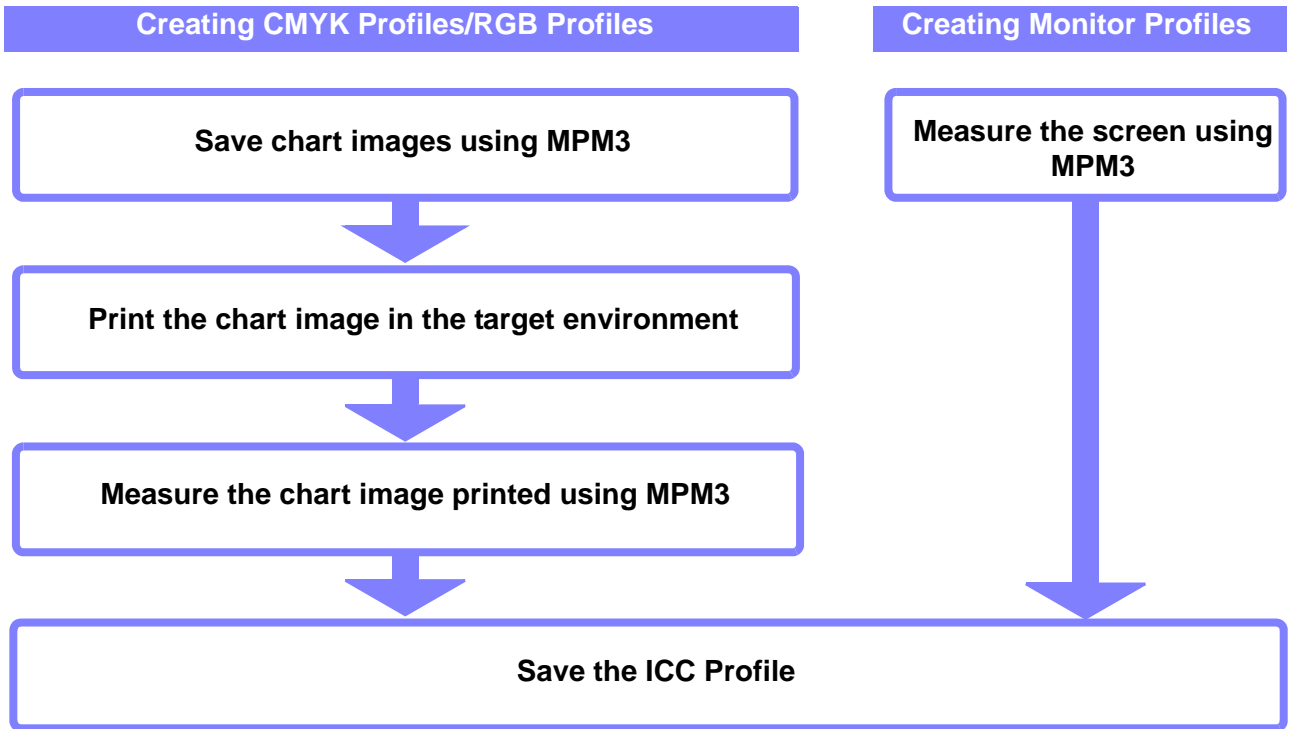 Creating CMYK Profiles/RGB Profiles
Creating Monitor Profiles
Save chart images using MPM3
Measure the screen using
MPM3
Print the chart image in the target environment
Measure the chart image printed using MPM3
Save the ICC Profile